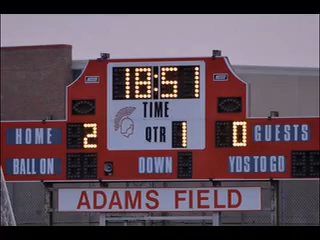 18:51
TIME
HOME 2 QTR 1 0 GUESTS
BALL ON DOWN YDS TO GO
ADAMS FIELD